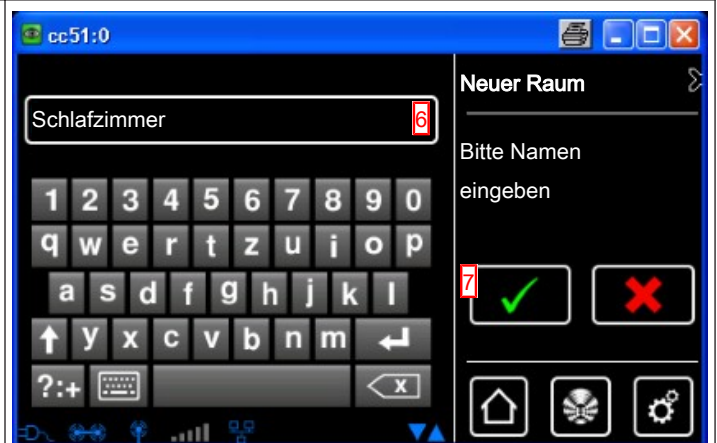 cc51:0
Schlafzimmer 6
1 2 3 4 5 6 7 8 9 0
q w e r t z u i o p
a s d f g h j k l
y x c v b n m
?:+
x
Neuer Raum
Bitte Namen
eingeben
7